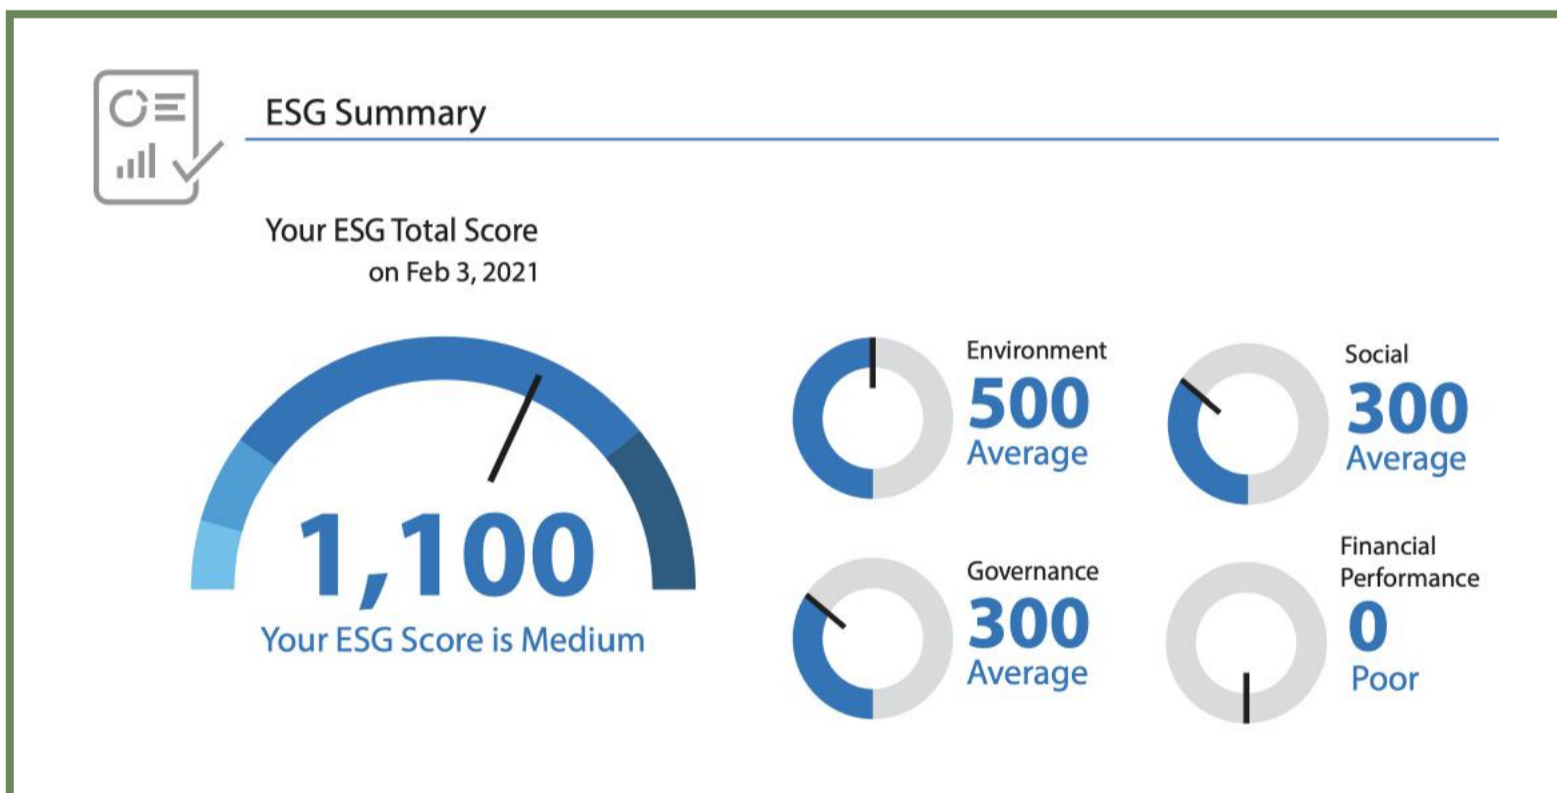 ESG Summary
Your ESG Total Score
on Feb 3, 2021
1,100
Your ESG Score is Medium
Environment
500
Average
Social
300
Average
Governance
300
Average
Financial
Performance
0
Poor